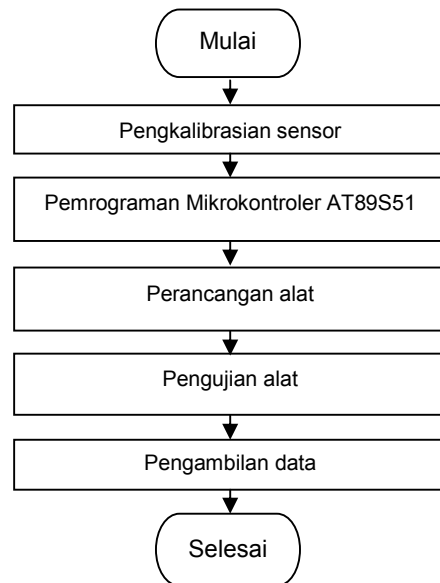 Mulai
Pengkalibrasian sensor
Pemrograman Mikrokontroler AT89S51
Perancangan alat
Pengujian alat
Pengambilan data
Selesai